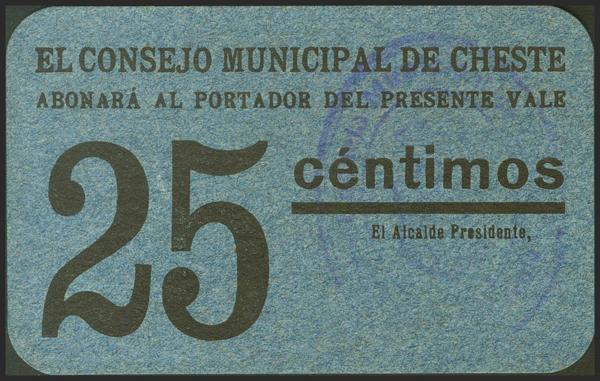 EL CONSEJO MUNICIPAL DE CHESTE
ABONARÁ AL PORTADOR DEL PRESENTE VALE
25 céntimos
El Alcalde Presidente,